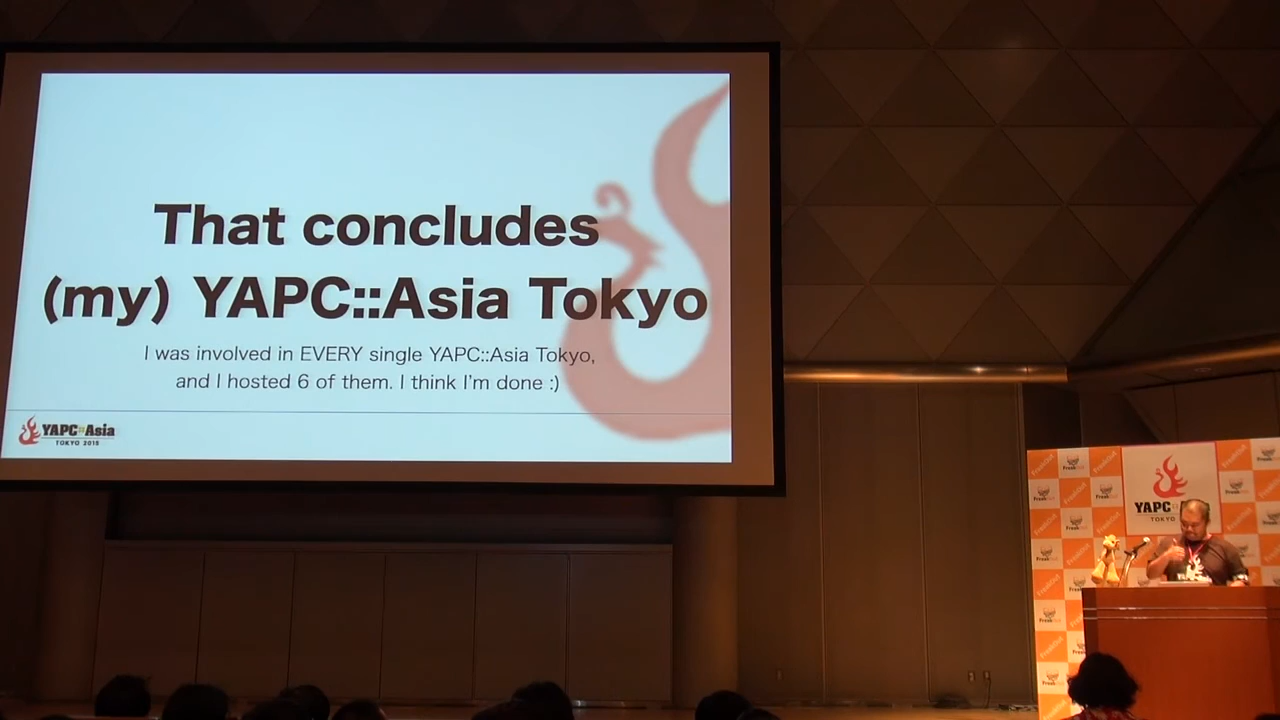 That concludes
(my) YAPC::Asia Tokyo
I was involved in EVERY single YAPC::Asia Tokyo,
and I hosted 6 of them. I think I'm done :)
YAPC::Asia
TOKYO 2015
YAPC
TOKYO
FreakOut